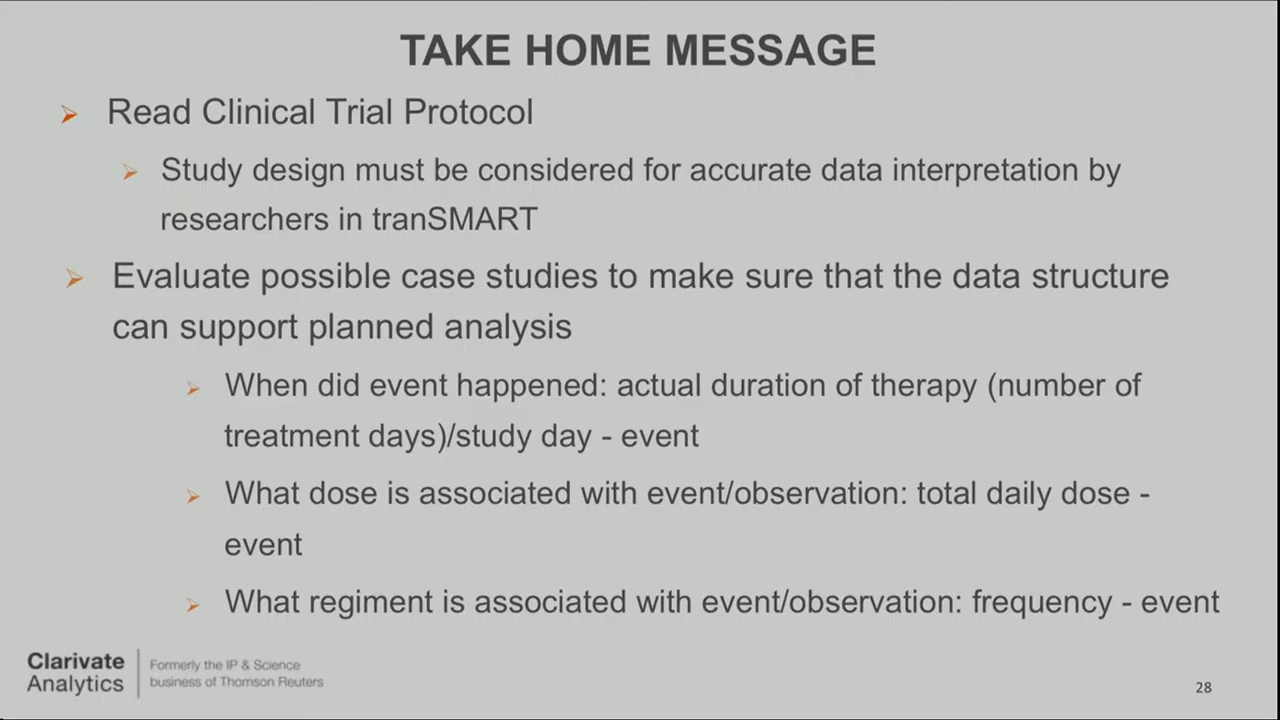 TAKE HOME MESSAGE
Read Clinical Trial Protocol
Study design must be considered for accurate data interpretation by
researchers in tranSMART
Evaluate possible case studies to make sure that the data structure
can support planned analysis
When did event happened: actual duration of therapy (number of
treatment days)/study day - event
What dose is associated with event/observation: total daily dose -
event
What regiment is associated with event/observation: frequency - event
Clarivate
Analytics
Formerly the IP & Science
business of Thomson Reuters
28